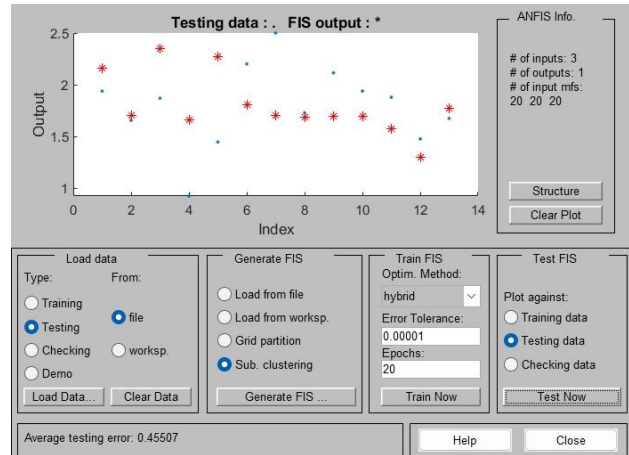 Testing data : .   FIS output : *
2.5
2
1.5
1
Output
0 2 4 6 8 10 12 14
Index
ANFIS Info.
# of inputs: 3
# of outputs: 1
# of input mfs:
20 20 20
Structure
Clear Plot
Load data
Type: From:
Training
file
Testing
Checking
worksp.
Demo
Load Data... Clear Data
Generate FIS
Load from file
Load from worksp.
Grid partition
Sub. clustering
Generate FIS ...
Train FIS
Optim. Method:
hybrid
Error Tolerance:
0.00001
Epochs:
20
Train Now
Test FIS
Plot against:
Training data
Testing data
Checking data
Test Now
Average testing error: 0.45507
Help Close